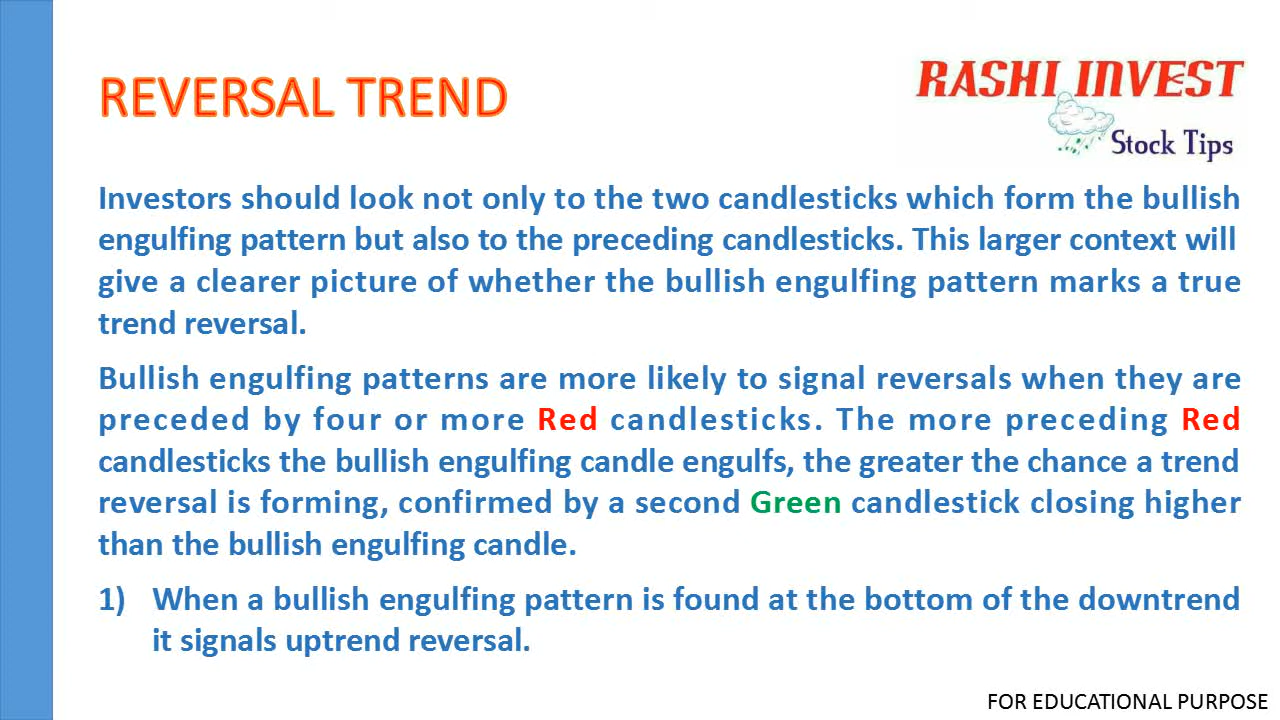 REVERSAL TREND
RASHI INVEST
Stock Tips
Investors should look not only to the two candlesticks which form the bullish
engulfing pattern but also to the preceding candlesticks. This larger context will
give a clearer picture of whether the bullish engulfing pattern marks a true
trend reversal.
Bullish engulfing patterns are more likely to signal reversals when they are
preceded by four or more Red candlesticks. The more preceding Red
candlesticks the bullish engulfing candle engulfs, the greater the chance a trend
reversal is forming, confirmed by a second Green candlestick closing higher
than the bullish engulfing candle.
1) When a bullish engulfing pattern is found at the bottom of the downtrend
it signals uptrend reversal.
FOR EDUCATIONAL PURPOSE